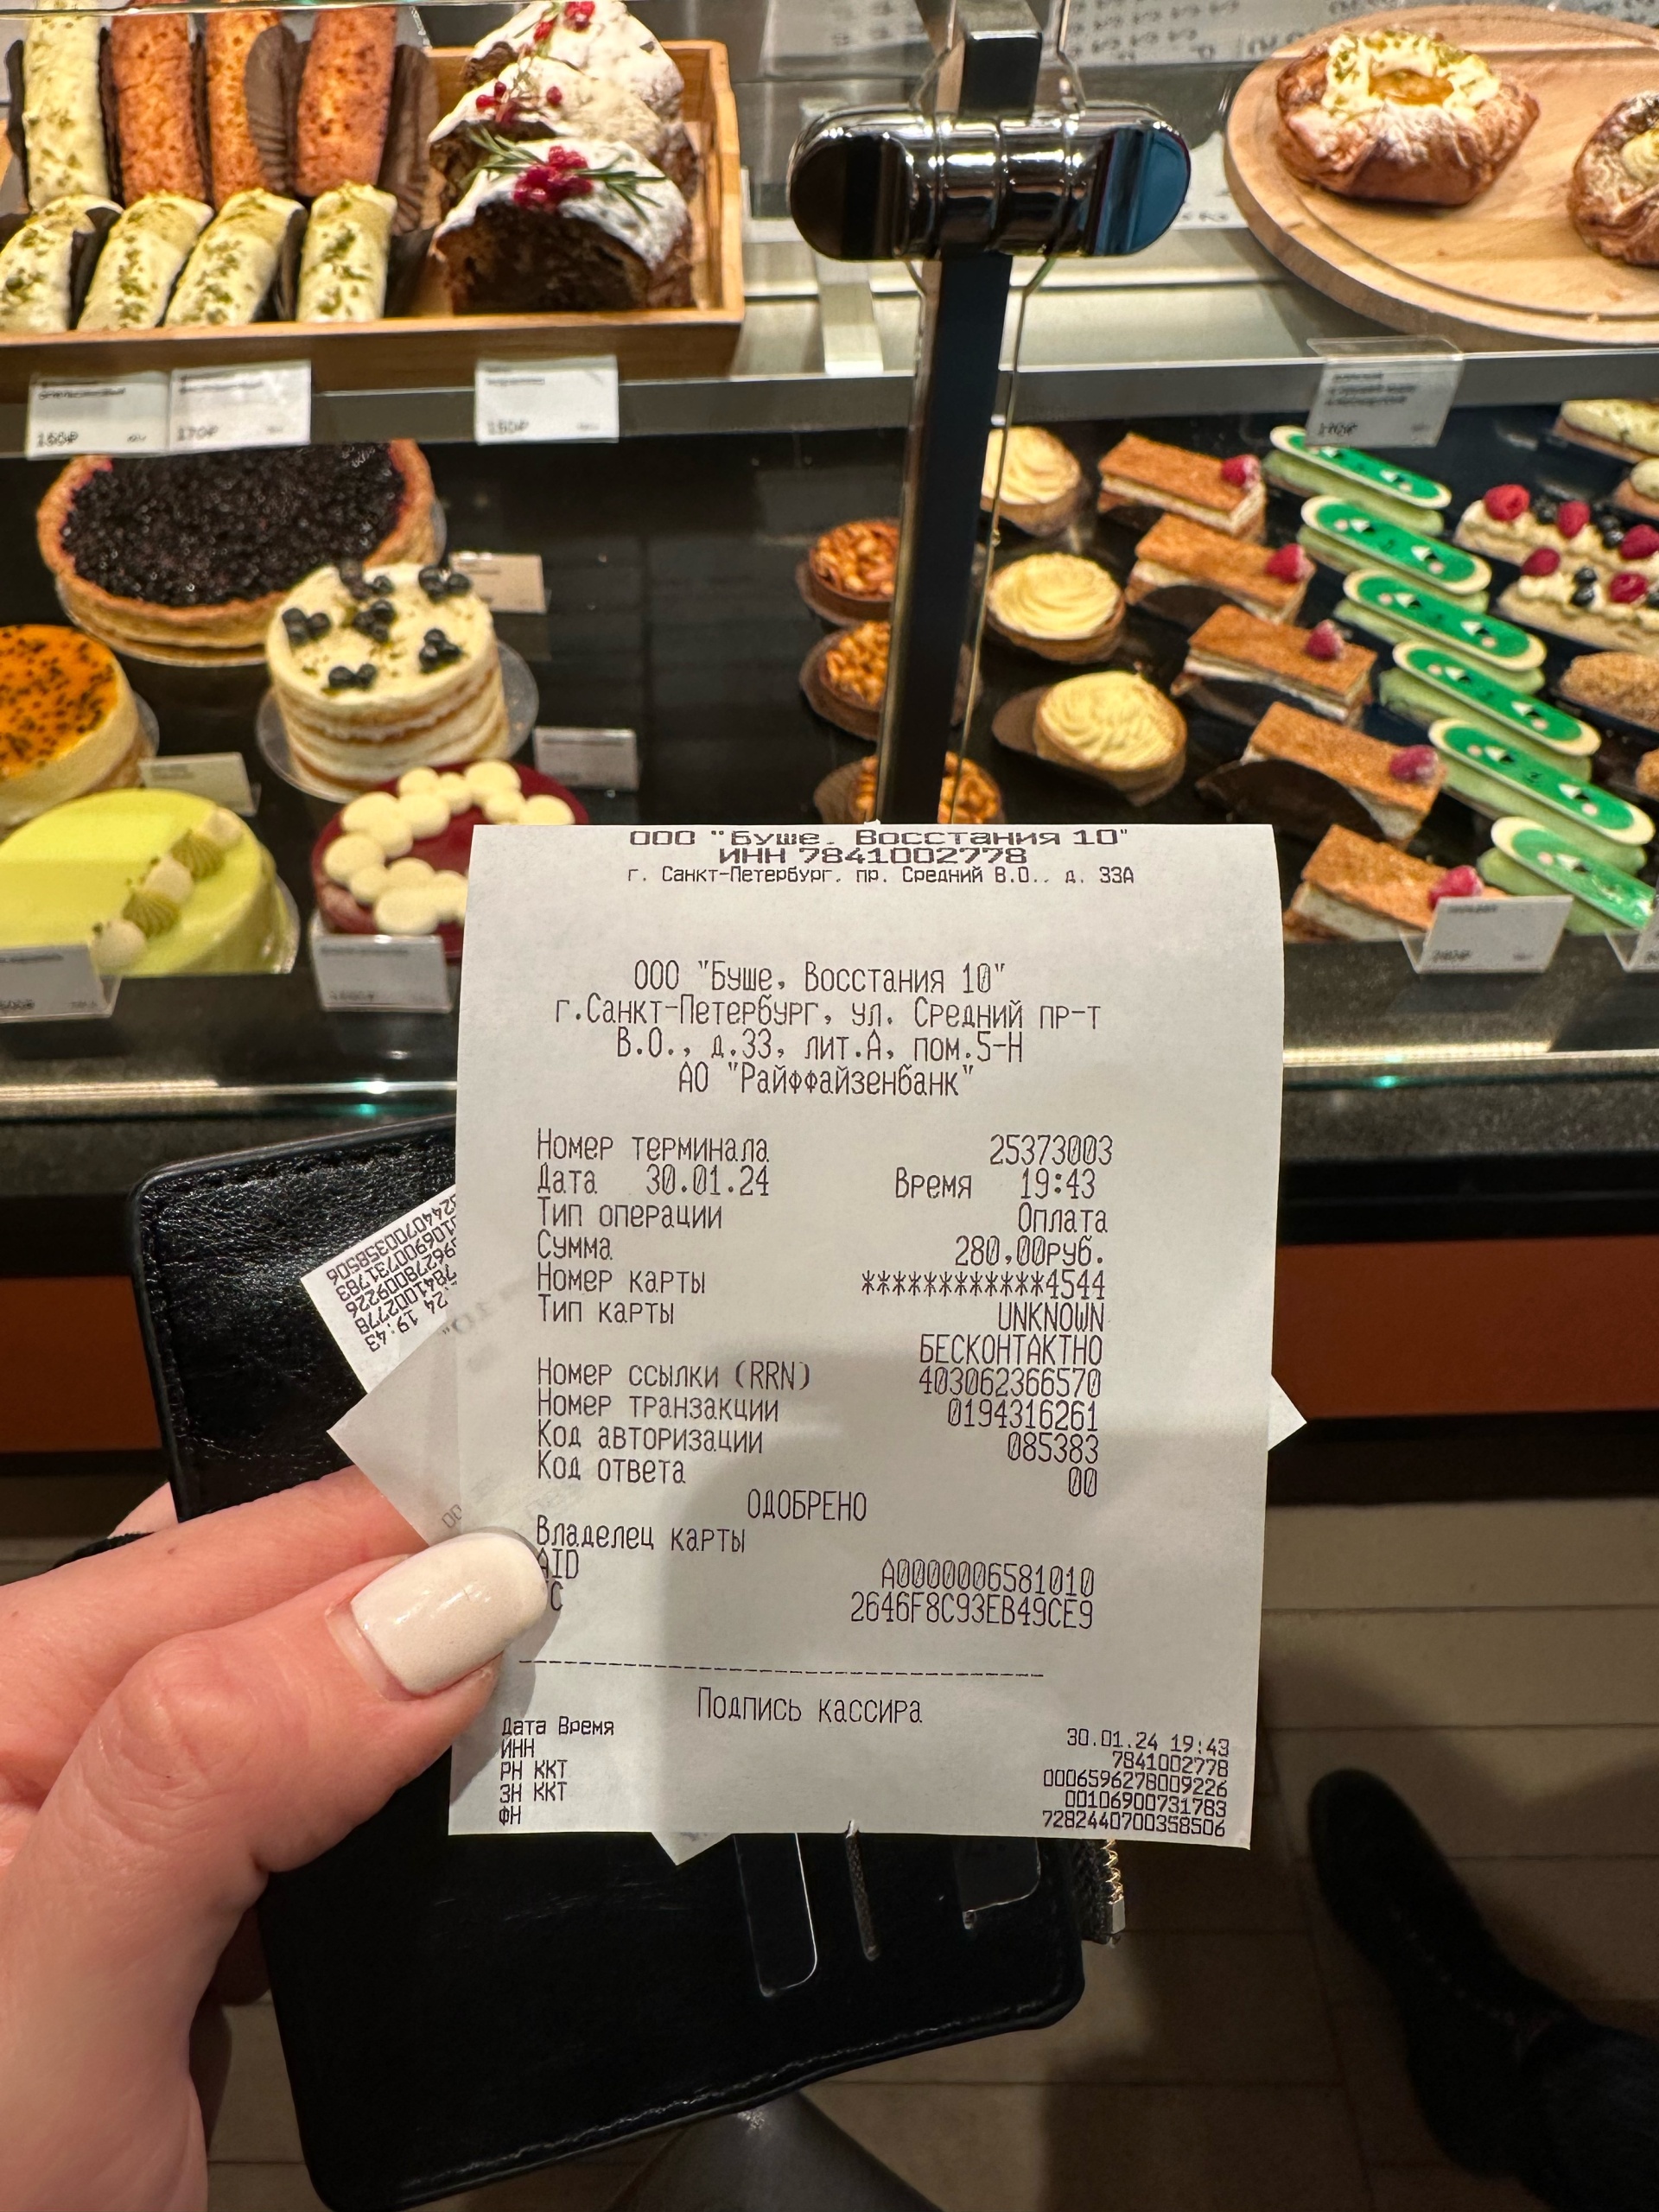 150₽
170₽
ООО "Буше. Восстания 10"
ИНН 7841002778
г. Санкт-Петербург, пр. Средний В.О., д. 33А
ООО "Буше, Восстания 10"
г.Санкт-Петербург, ул. Средний пр-т
В.О., д.33, лит.А, пом.5-Н
АО "Райффайзенбанк"
Номер терминала 25373003
Дата 30.01.24 Время 19:43
Тип операции Оплата
Сумма 280,00руб.
Номер карты ************4544
Тип карты UNKNOWN
БЕСКОНТАКТНО
Номер ссылки (RRN) 403062366570
Номер транзакции 0194316261
Код авторизации 085383
Код ответа 00
ОДОБРЕНО
Владелец карты
AID A0000006581010
2646F8C93EB49CE9
Подпись кассира
Дата Время 30.01.24 19:43
ИНН 7841002778
РН ККТ 0006596278009226
ЗН ККТ 00106900731783
ФН 7282440700358506